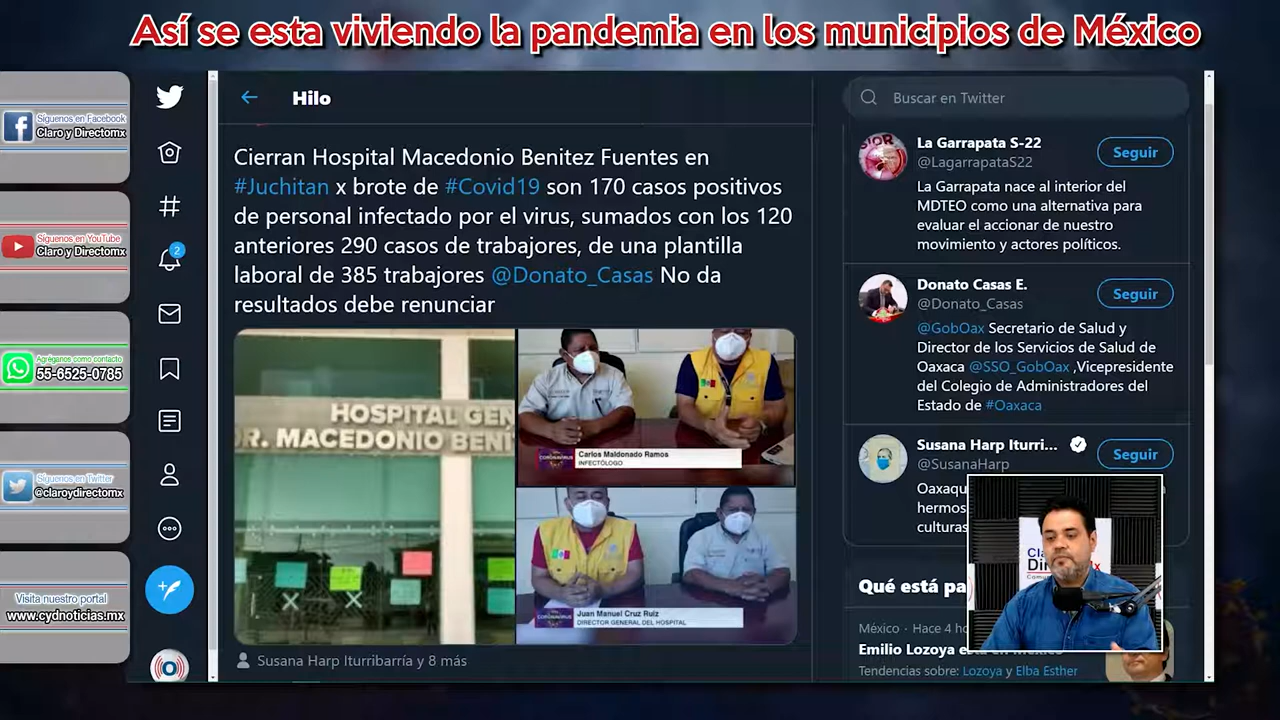 Así se esta viviendo la pandemia en los municipios de México
Síguenos en Facebook
Claro y Directomx
Síguenos en YouTube
Claro y Directomx
Agréganos como contacto
55-6525-0785
Síguenos en Twitter
@claroydirectomx
Visita nuestro portal
www.cydnoticias.mx
2
Hilo
Cierran Hospital Macedonio Benitez Fuentes en
#Juchitan x brote de #Covid19 son 170 casos positivos
de personal infectado por el virus, sumados con los 120
anteriores 290 casos de trabajores, de una plantilla
laboral de 385 trabajores @Donato_Casas No da
resultados debe renunciar
HOSPITAL GEN
DR. MACEDONIO BENI
CORONAVIRUS
Carlos Maldonado Ramos
INFECTÓLOGO
CORONAVIRUS
Juan Manuel Cruz Ruiz
DIRECTOR GENERAL DEL HOSPITAL
Susana Harp Iturribarría y 8 más
Buscar en Twitter
La Garrapata S-22
@LagarrapataS22
Seguir
La Garrapata nace al interior del
MDTEO como una alternativa para
evaluar el accionar de nuestro
movimiento y actores políticos.
Donato Casas E.
@Donato_Casas
Seguir
@GobOax Secretario de Salud y
Director de los Servicios de Salud de
Oaxaca @SSO_GobOax ,Vicepresidente
del Colegio de Administradores del
Estado de #Oaxaca
Susana Harp Iturri...
@SusanaHarp
Seguir
Oaxaqu
hermos
culturas
Qué está pa
México · Hace 4 ho
Emilio Lozoya est
Tendencias sobre: Lozoya y Elba Esther